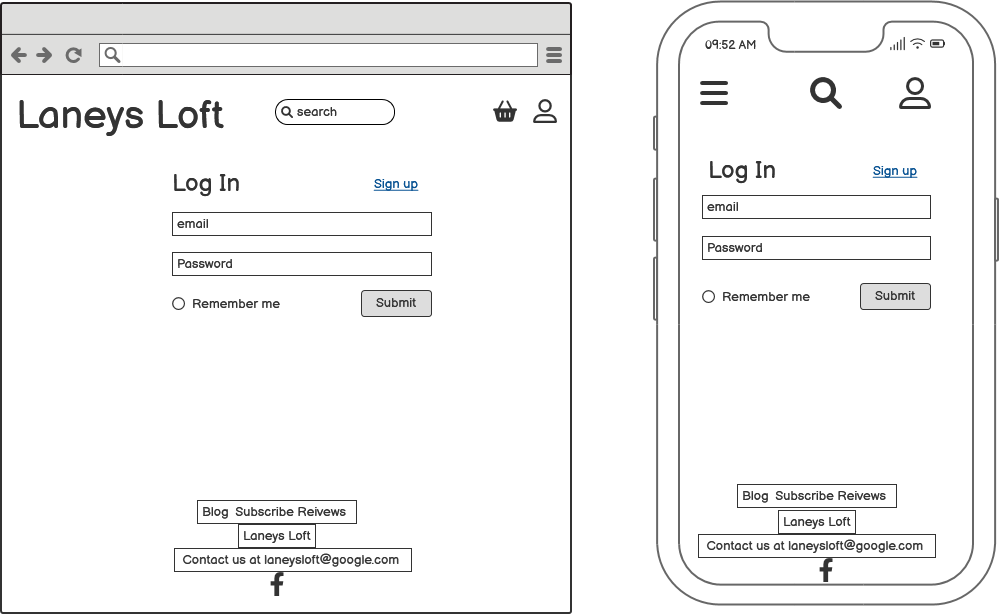 Laneys Loft
search
Log In
Sign up
email
Password
Remember me
Submit
Blog Subscribe Reivews
Laneys Loft
Contact us at laneysloft@google.com
09:52 AM
Log In
Sign up
email
Password
Remember me
Submit
Blog Subscribe Reivews
Laneys Loft
Contact us at laneysloft@google.com